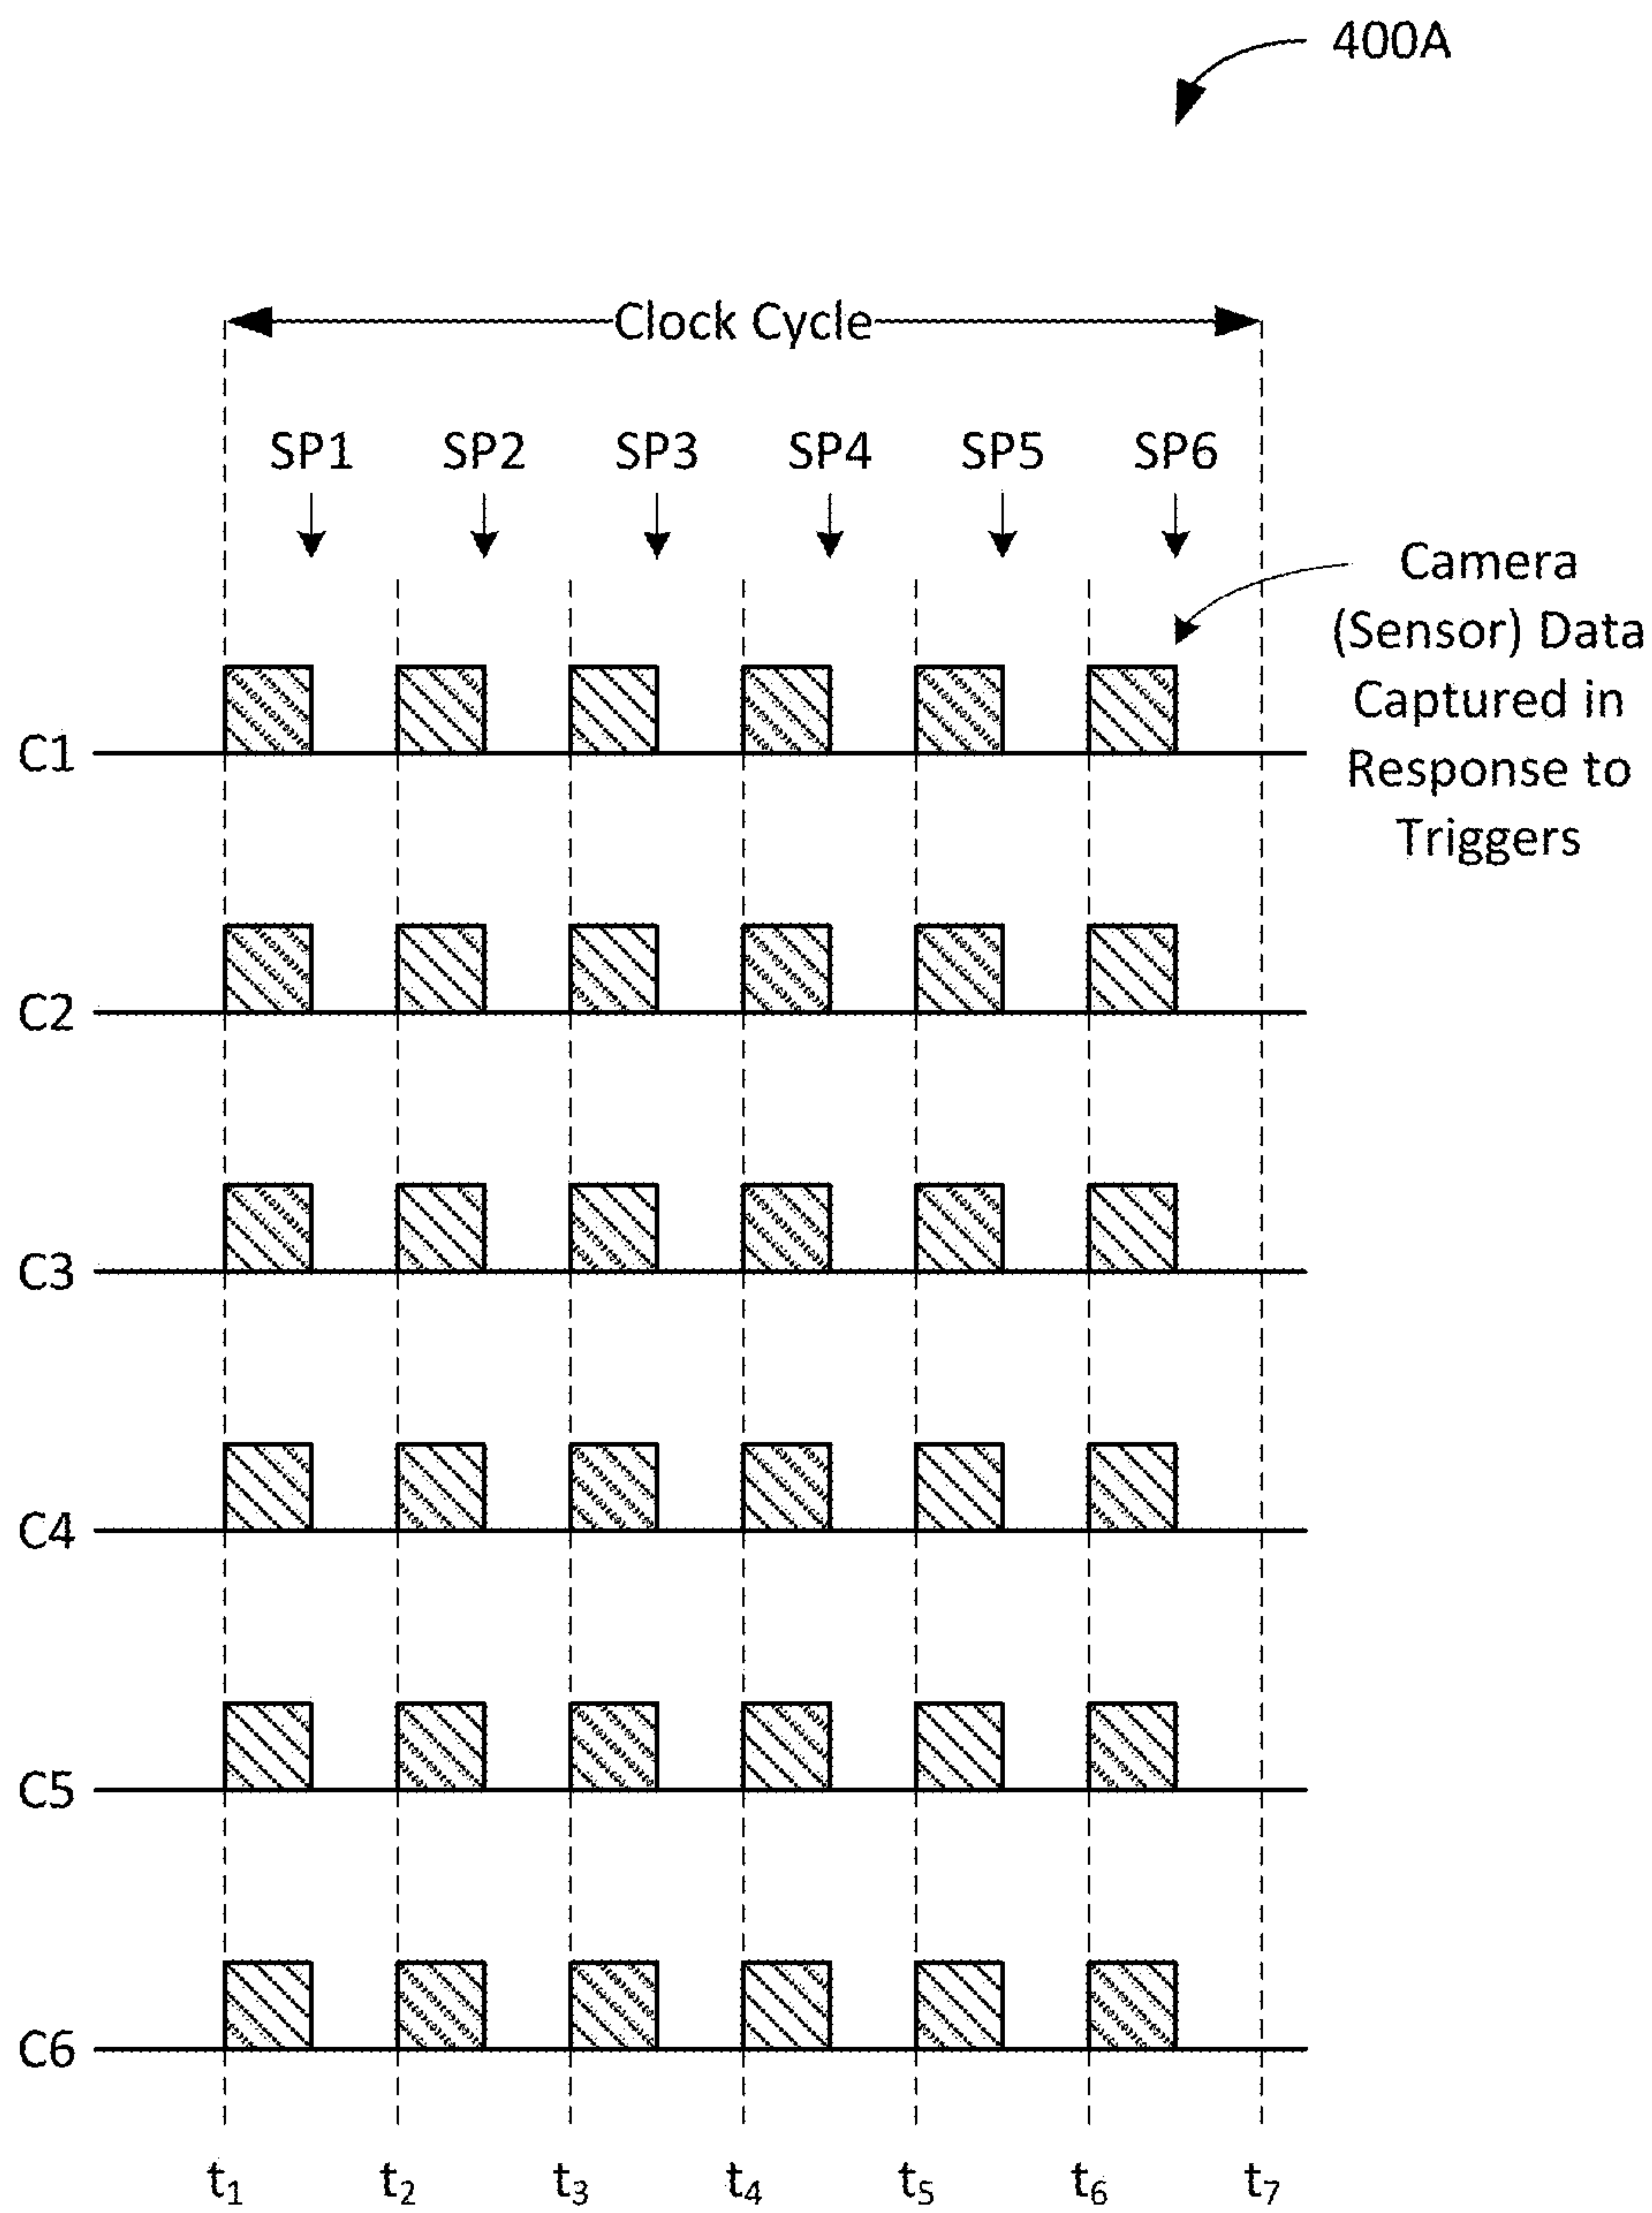 400A
Clock Cycle
SP1 SP2 SP3 SP4 SP5 SP6
Camera
(Sensor) Data
Captured in
Response to
Triggers
C1
C2
C3
C4
C5
C6
t₁ t₂ t₃ t₄ t₅ t₆ t₇